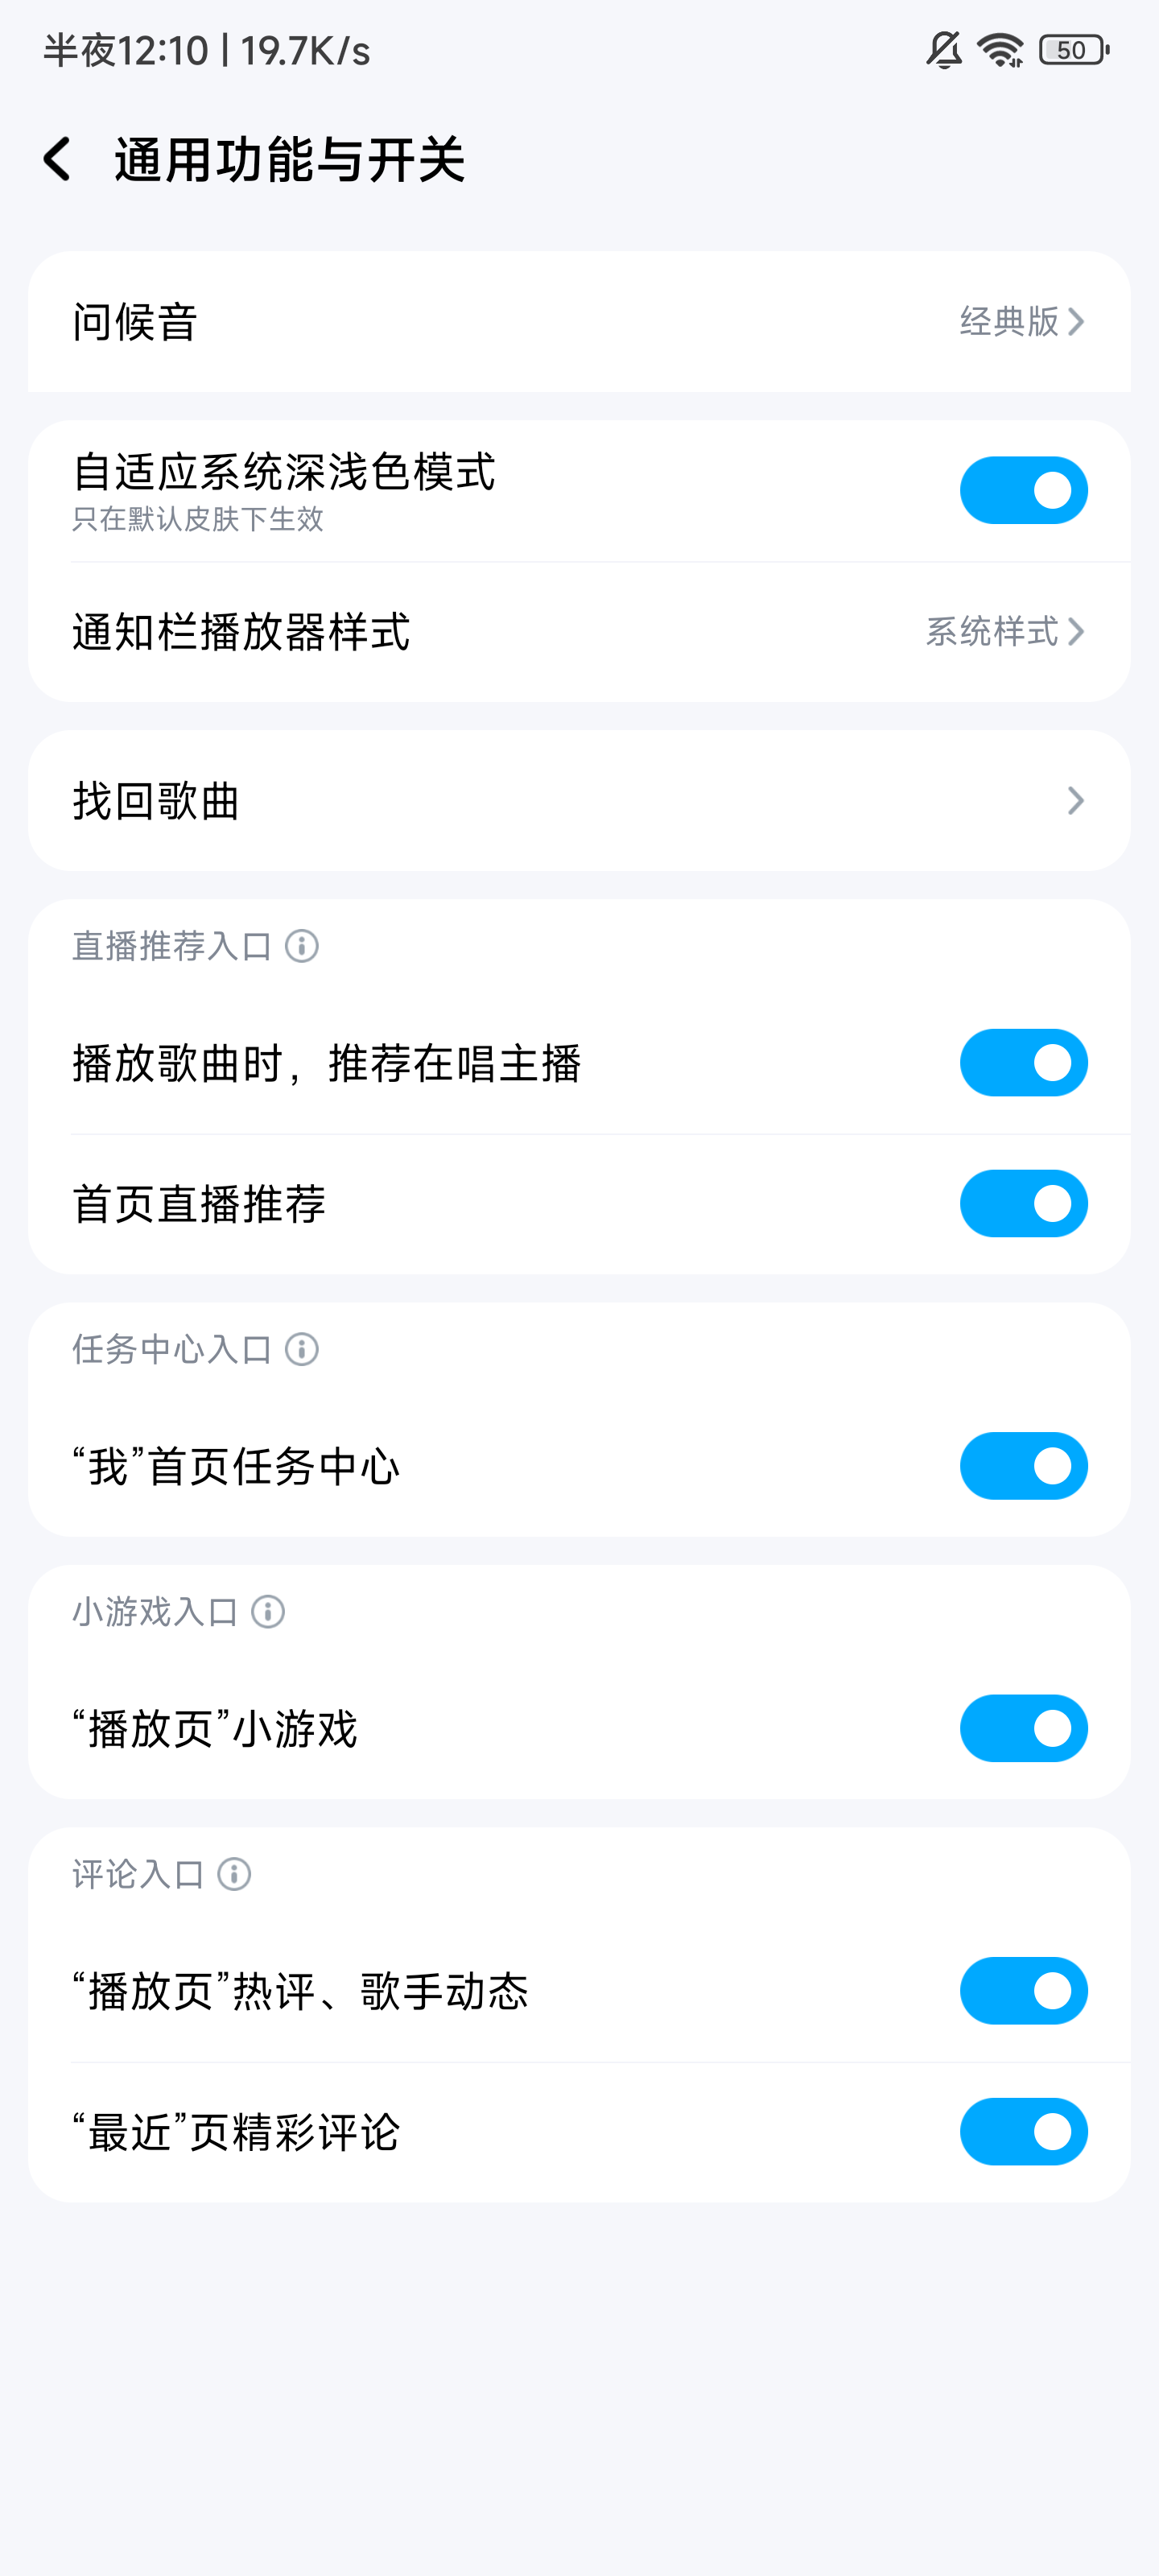 半夜12:10 | 19.7K/s
50
通用功能与开关
问候音
经典版
自适应系统深浅色模式
只在默认皮肤下生效
通知栏播放器样式
系统样式
找回歌曲
直播推荐入口
播放歌曲时，推荐在唱主播
首页直播推荐
任务中心入口
“我”首页任务中心
小游戏入口
“播放页”小游戏
评论入口
“播放页”热评、歌手动态
“最近”页精彩评论